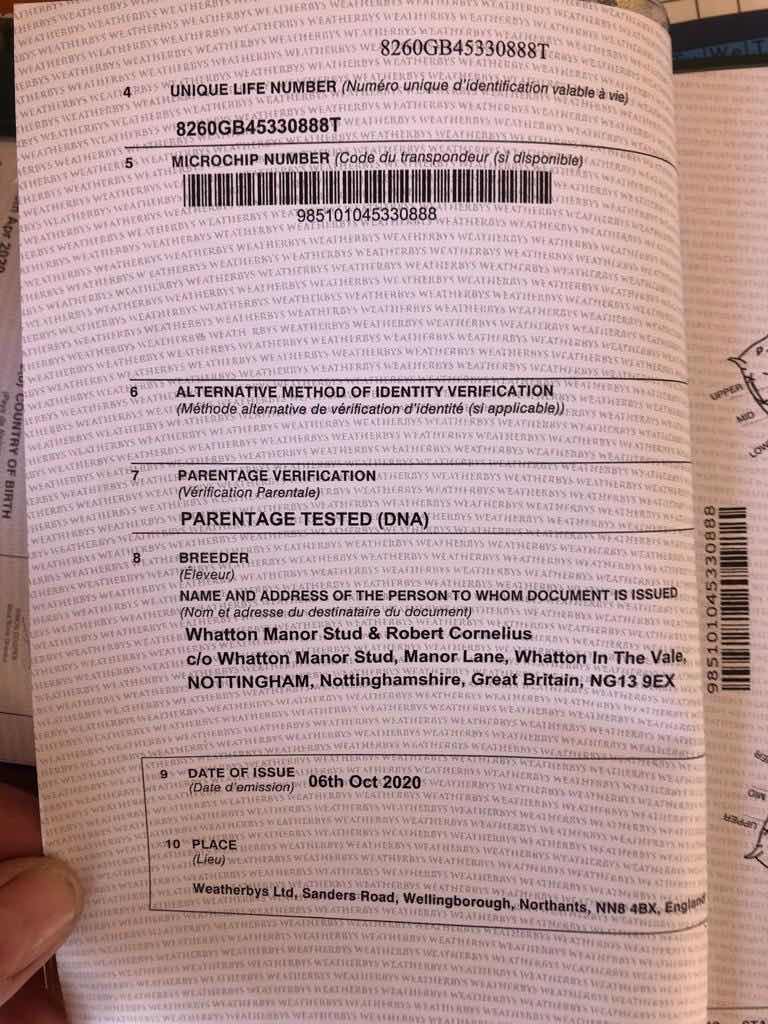 8260GB45330888T
4 UNIQUE LIFE NUMBER (Numéro unique d'identification valable à vie)
8260GB45330888T
5 MICROCHIP NUMBER (Code du transpondeur (si disponible)
985101045330888
6 ALTERNATIVE METHOD OF IDENTITY VERIFICATION
(Méthode alternative de vérification d'identité (si applicable))
7 PARENTAGE VERIFICATION
(Vérification Parentale)
PARENTAGE TESTED (DNA)
8 BREEDER
(Éleveur)
NAME AND ADDRESS OF THE PERSON TO WHOM DOCUMENT IS ISSUED
(Nom et adresse du destinataire du document)
Whatton Manor Stud & Robert Cornelius
c/o Whatton Manor Stud, Manor Lane, Whatton In The Vale,
NOTTINGHAM, Nottinghamshire, Great Britain, NG13 9EX
9 DATE OF ISSUE 06th Oct 2020
(Date d'emission)
10 PLACE
(Lieu)
Weatherbys Ltd, Sanders Road, Wellingborough, Northants, NN8 4BX, England
Apr 2020
COUNTRY OF BIRTH
UPPER
MID
985101045330888
MID
UPPER